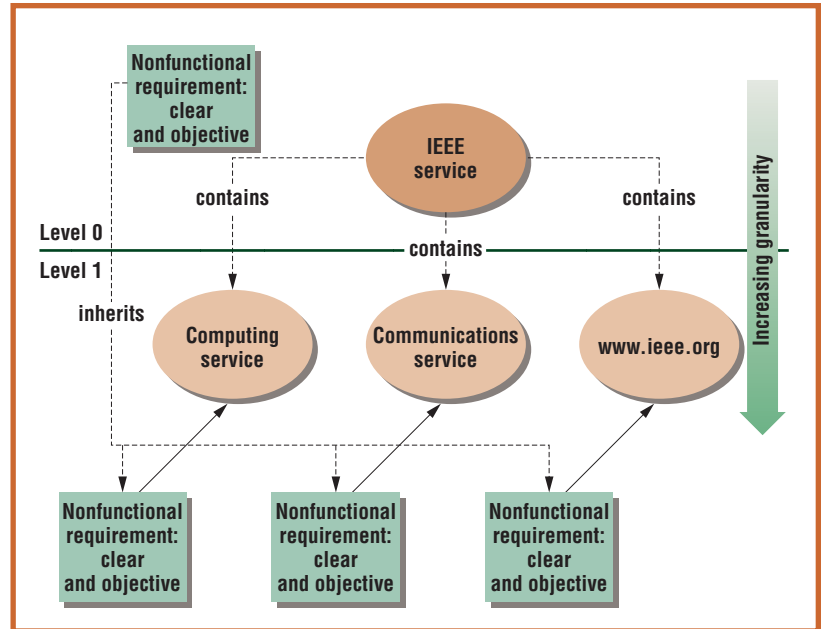 Nonfunctional
requirement:
clear
and objective
IEEE
service
contains
contains
contains
Level 0
Level 1
inherits
Computing
service
Communications
service
www.ieee.org
Increasing granularity
Nonfunctional
requirement:
clear
and objective
Nonfunctional
requirement:
clear
and objective
Nonfunctional
requirement:
clear
and objective